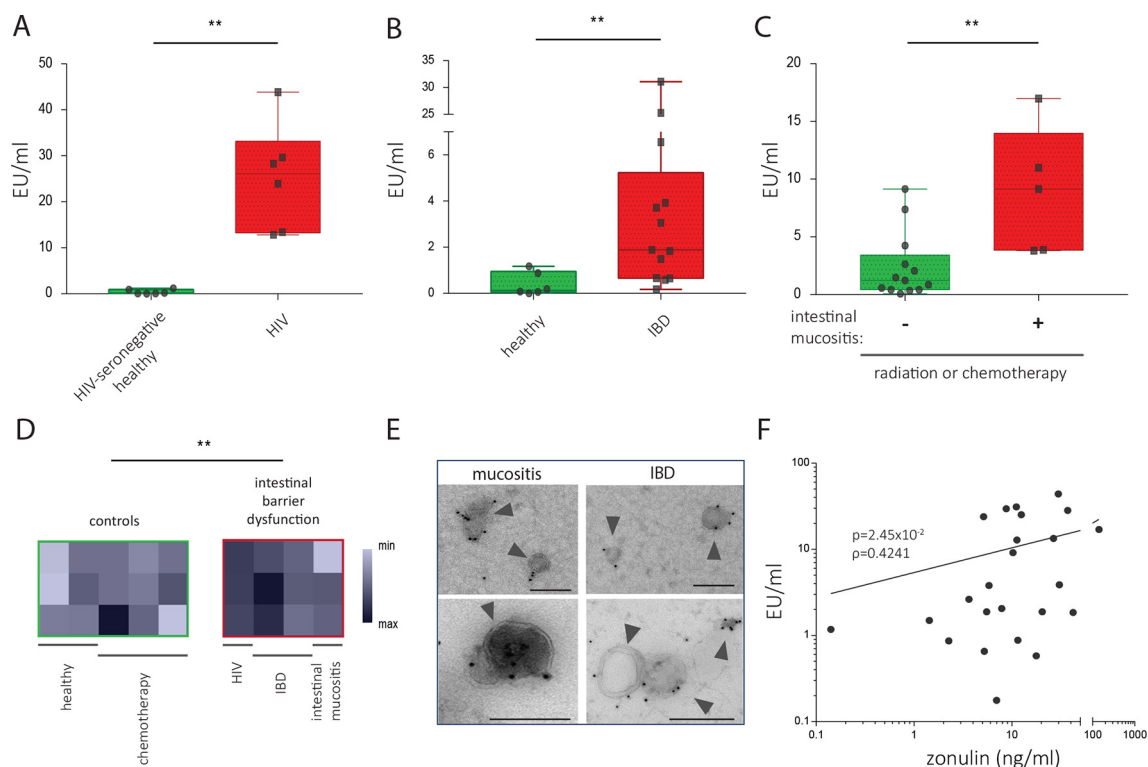 A
**
EU/ml
50
40
30
20
10
0
HIV-seronegative
healthy
HIV
B
**
EU/ml
35
30
25
6
4
2
0
healthy
IBD
C
**
EU/ml
20
15
10
5
0
intestinal
mucositis:
-
+
radiation or chemotherapy
D
**
controls
intestinal
barrier
dysfunction
min
max
healthy
chemotherapy
HIV
IBD
intestinal
mucositis
E
mucositis
IBD
F
EU/ml
100
10
1
0.1
p=2.45x10⁻²
ρ=0.4241
0.1
1
10
100
1000
zonulin (ng/ml)